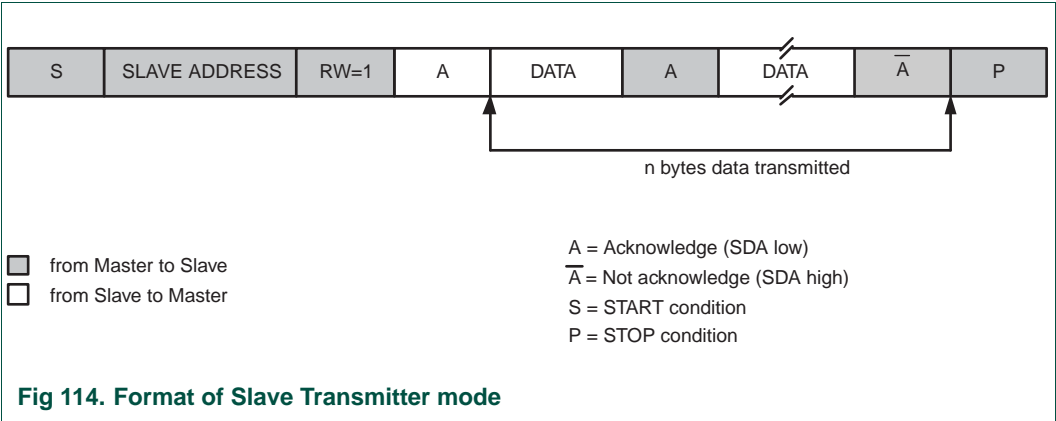 S SLAVE ADDRESS RW=1 A DATA A DATA A̅ P
n bytes data transmitted
from Master to Slave
from Slave to Master
A = Acknowledge (SDA low)
A̅ = Not acknowledge (SDA high)
S = START condition
P = STOP condition
Fig 114. Format of Slave Transmitter mode